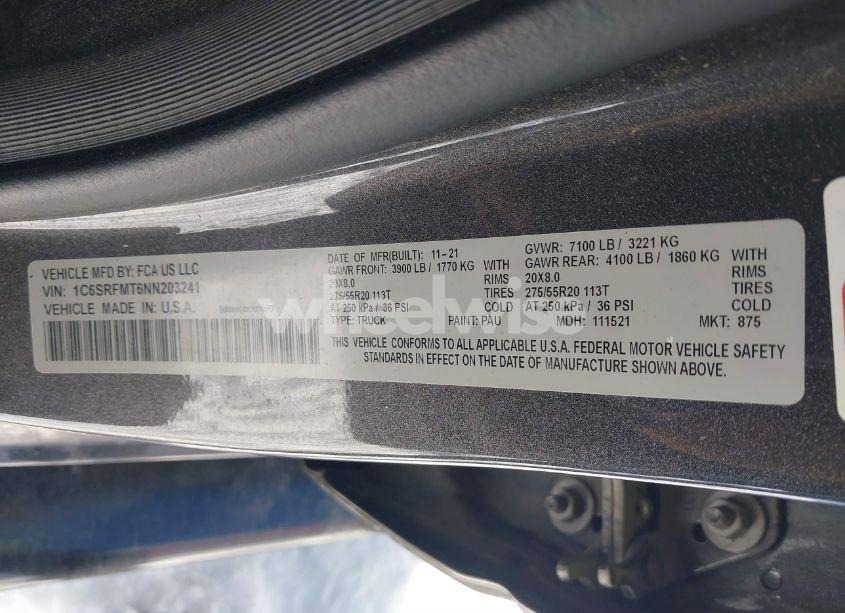 VEHICLE MFD BY: FCA US LLC
VIN: 1C6SRFMT6NN203241
VEHICLE MADE IN U.S.A.
DATE OF MFR(BUILT): 11-21
GVWR: 7100 LB / 3221 KG
GAWR FRONT: 3900 LB / 1770 KG WITH
GAWR REAR: 4100 LB / 1860 KG WITH
20X8.0 RIMS
20X8.0 RIMS
275/55R20 113T TIRES
275/55R20 113T TIRES
AT 250 kPa / 36 PSI COLD
AT 250 kPa / 36 PSI COLD
TYPE: TRUCK PAINT: PAU MDH: 111521 MKT: 875
THIS VEHICLE CONFORMS TO ALL APPLICABLE U.S.A. FEDERAL MOTOR VEHICLE SAFETY
STANDARDS IN EFFECT ON THE DATE OF MANUFACTURE SHOWN ABOVE.
wheelwise